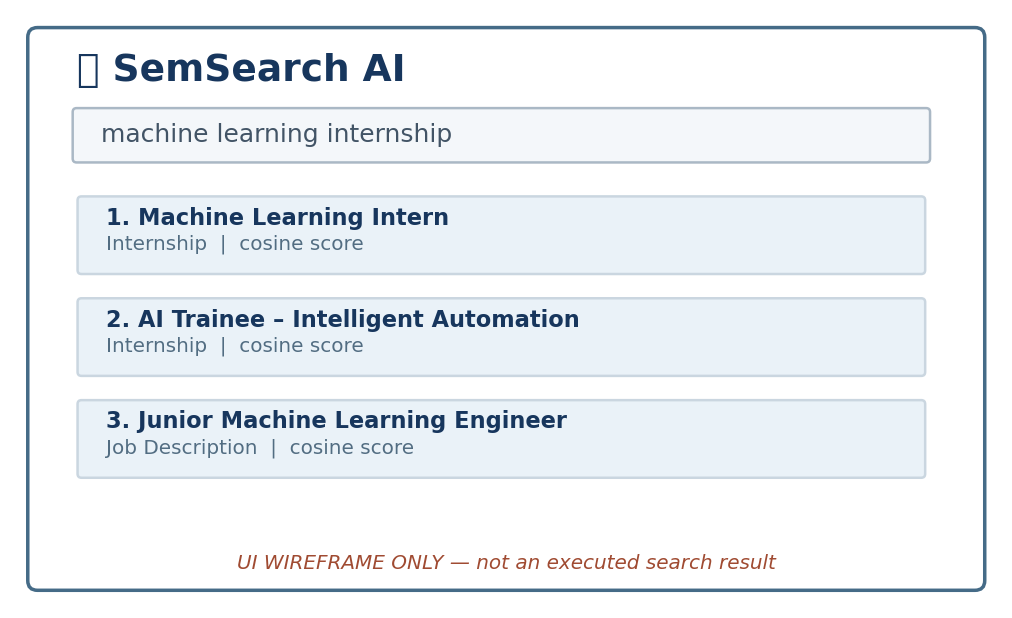 SemSearch AI
machine learning internship
1. Machine Learning Intern
Internship | cosine score
2. AI Trainee – Intelligent Automation
Internship | cosine score
3. Junior Machine Learning Engineer
Job Description | cosine score
UI WIREFRAME ONLY — not an executed search result